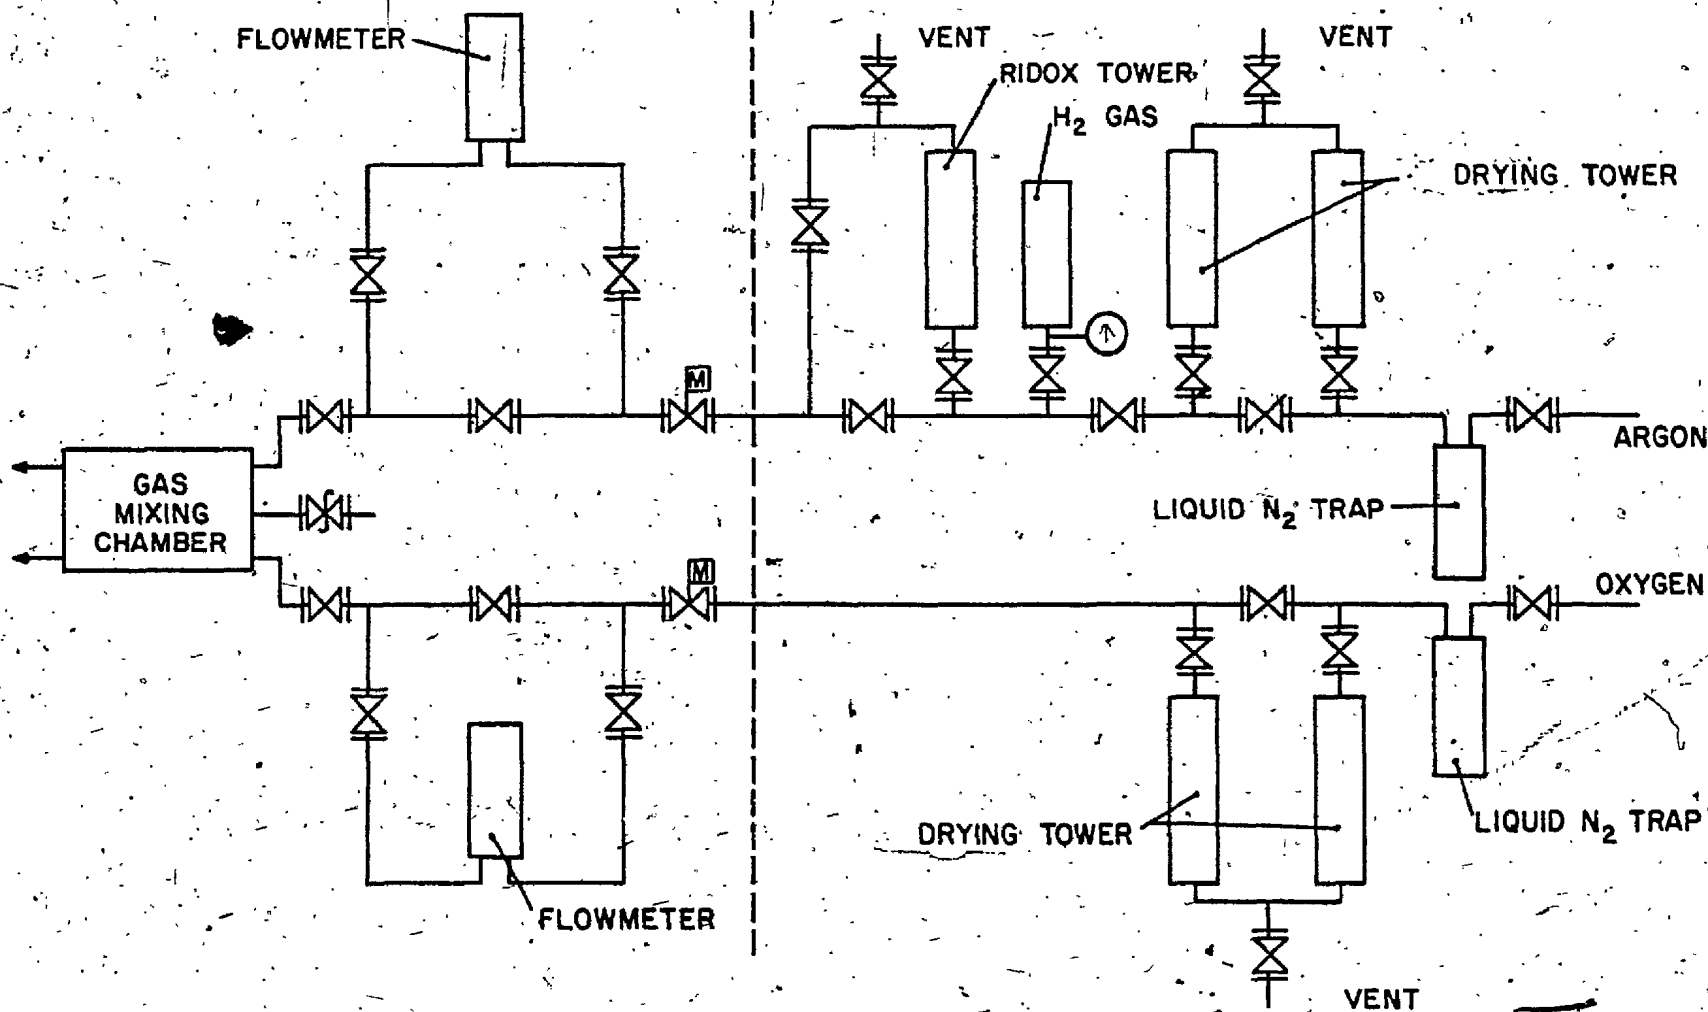 FLOWMETER
VENT
VENT
RIDOX TOWER
H₂ GAS
DRYING TOWER
M
ARGON
GAS
MIXING
CHAMBER
LIQUID N₂ TRAP
M
OXYGEN
DRYING TOWER
LIQUID N₂ TRAP
FLOWMETER
VENT